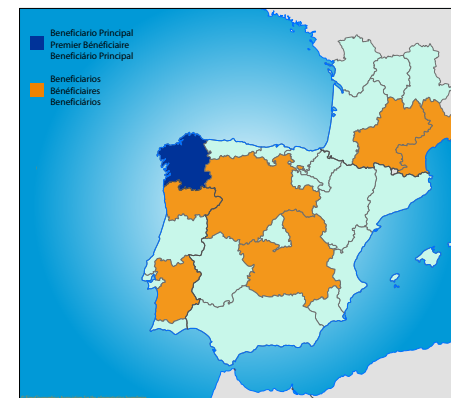 Beneficiario Principal
Premier Bénéficiaire
Beneficiário Principal
Beneficiarios
Bénéficiaires
Beneficiários